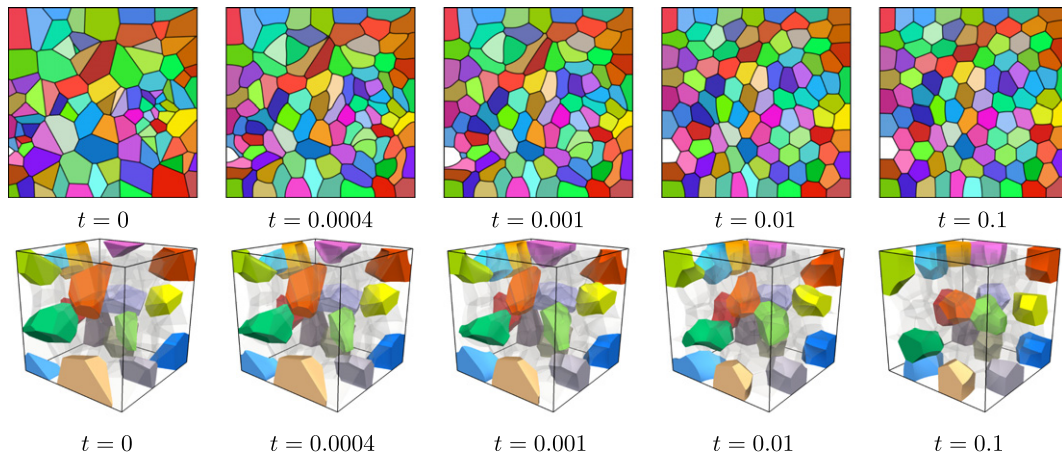 t = 0 t = 0.0004 t = 0.001 t = 0.01 t = 0.1
t = 0 t = 0.0004 t = 0.001 t = 0.01 t = 0.1